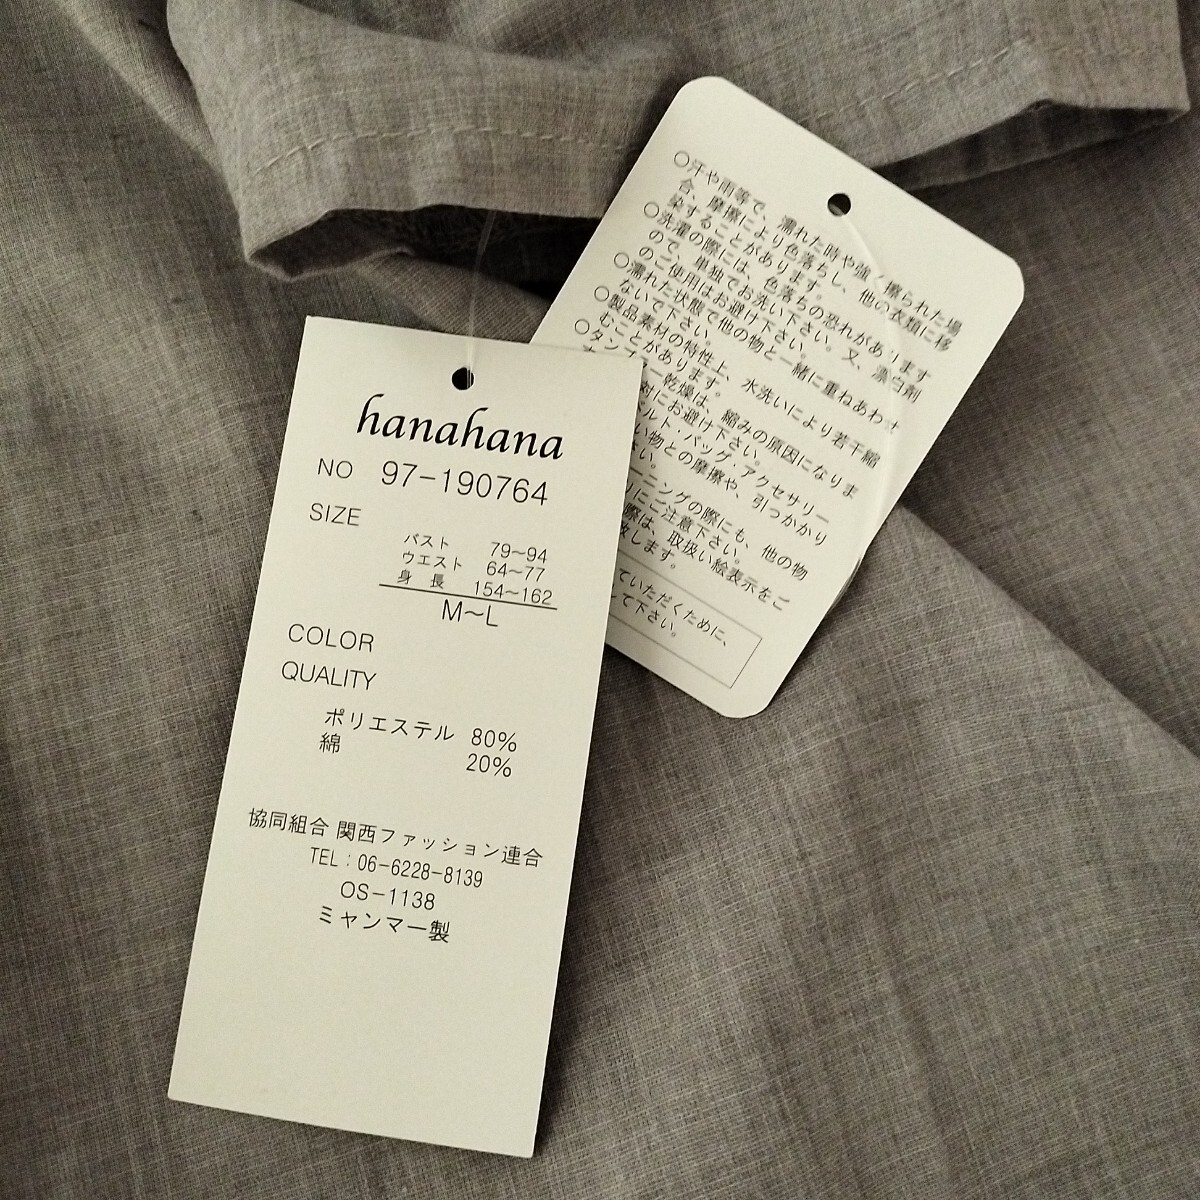 hanahana
NO 97-190764
SIZE
バスト 79~94
ウエスト 64~77
身 長 154~162
M~L
COLOR
QUALITY
ポリエステル 80%
綿 20%
協同組合 関西ファッション連合
TEL:06-6228-8139
OS-1138
ミャンマー製
○汗や雨等で、濡れた時や強く擦られた場
合、摩擦により色落ちし、他の衣類に移
染することがあります。
○洗濯の際には、色落ちの恐れがあります
ので、単独でお洗い下さい。又、漂白剤
のご使用はお避け下さい。
○濡れた状態で他の物と一緒に重ねあわせ
ないで下さい。
○製品素材の特性上、水洗いにより若干縮
むことがあります。
○タンブラー乾燥は、縮みの原因になりま
対にお避け下さい。
ベルト・バッグ・アクセサリー
い物との摩擦や、引つかかり
い。
ーニングの際にも、他の物
りにご注意下さい。
際は、取扱い絵表示をご
致します。
ていただくために、
して下さい。